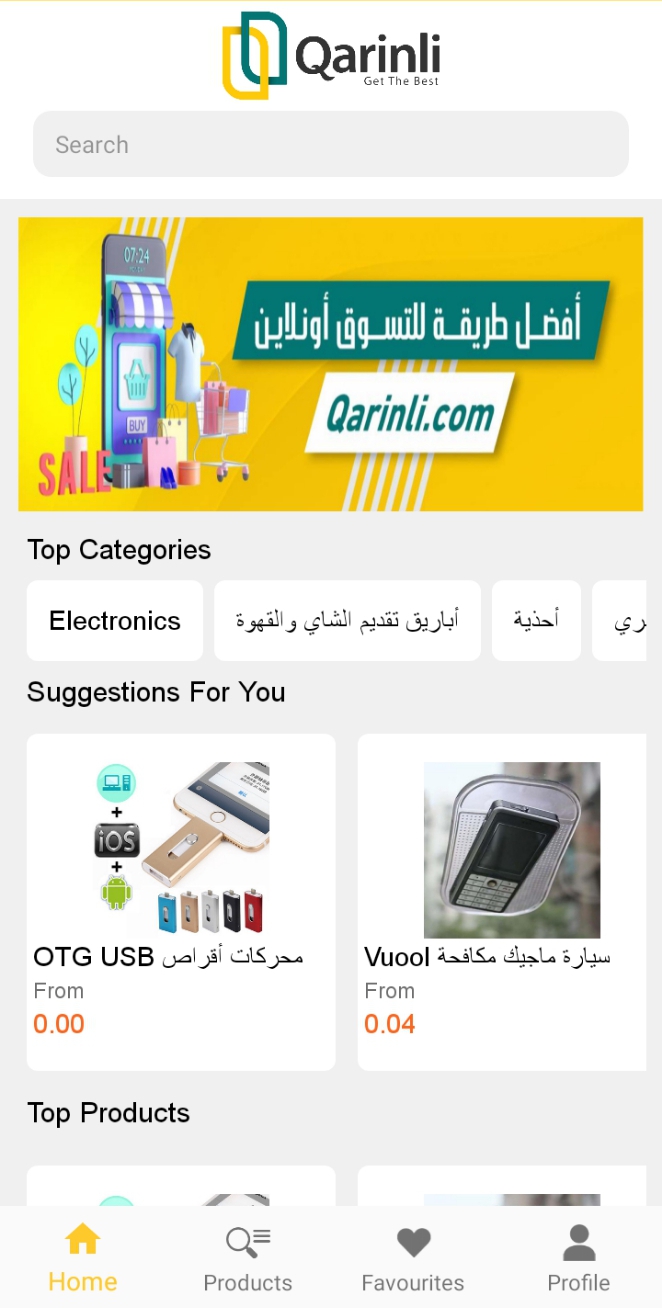 Qarinli
Get The Best
Search
07:24
أفضل طريقة للتسوق أونلاين
Qarinli.com
BUY
SALE
Top Categories
Electronics
أباريق تقديم الشاي والقهوة
أحذية
Suggestions For You
+
iOS
+
OTG USB محركات أقراص
From
0.00
Vuool سيارة ماجيك مكافحة
From
0.04
Top Products
Home
Products
Favourites
Profile